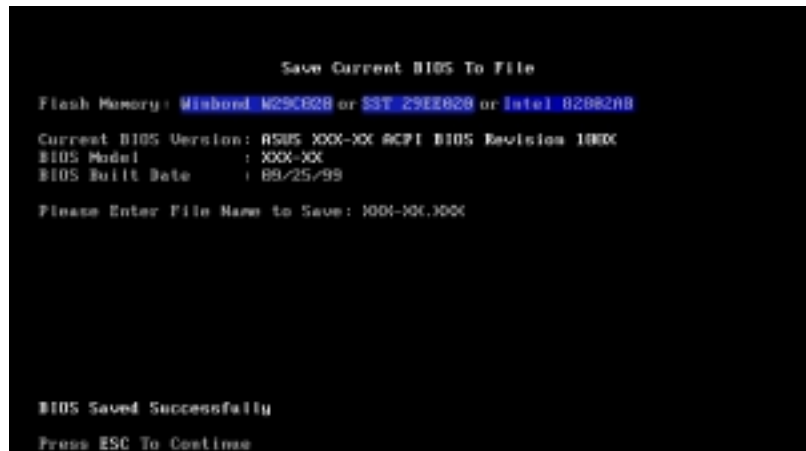 Save Current BIOS To File
Flash Memory: Winbond W29C020 or SST 29EE020 or Intel 82802AB
Current BIOS Version: ASUS XXX-XX ACPI BIOS Revision 100X
BIOS Model : XXX-XX
BIOS Built Date : 09/25/99
Please Enter File Name to Save: XXX-XX.XXX
BIOS Saved Successfully
Press ESC To Continue